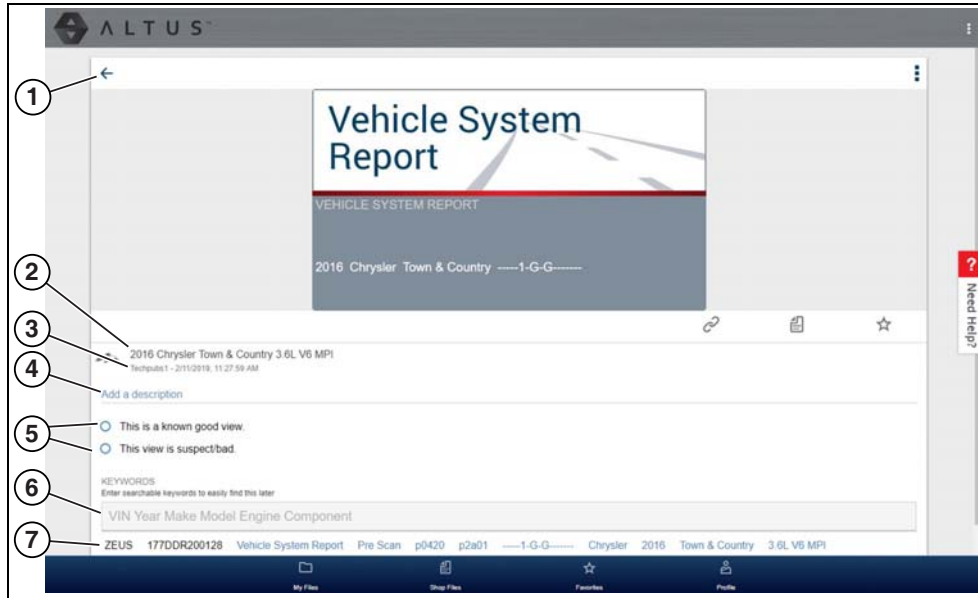 ALTUS
1
Vehicle System
Report
VEHICLE SYSTEM REPORT
2016 Chrysler Town & Country -----1-G-G-------
?
Need Help?
2
2016 Chrysler Town & Country 3.6L V6 MPI
3
Techpubs1 - 2/11/2019, 11:27:59 AM
4
Add a description
5
This is a known good view.
This view is suspect/bad.
KEYWORDS
Enter searchable keywords to easily find this later
6
VIN Year Make Model Engine Component
7
ZEUS 177DDR200128 Vehicle System Report Pre Scan p0420 p2a01 -----1-G-G------- Chrysler 2016 Town & Country 3.6L V6 MPI
My Files Shop Files Favorites Profile